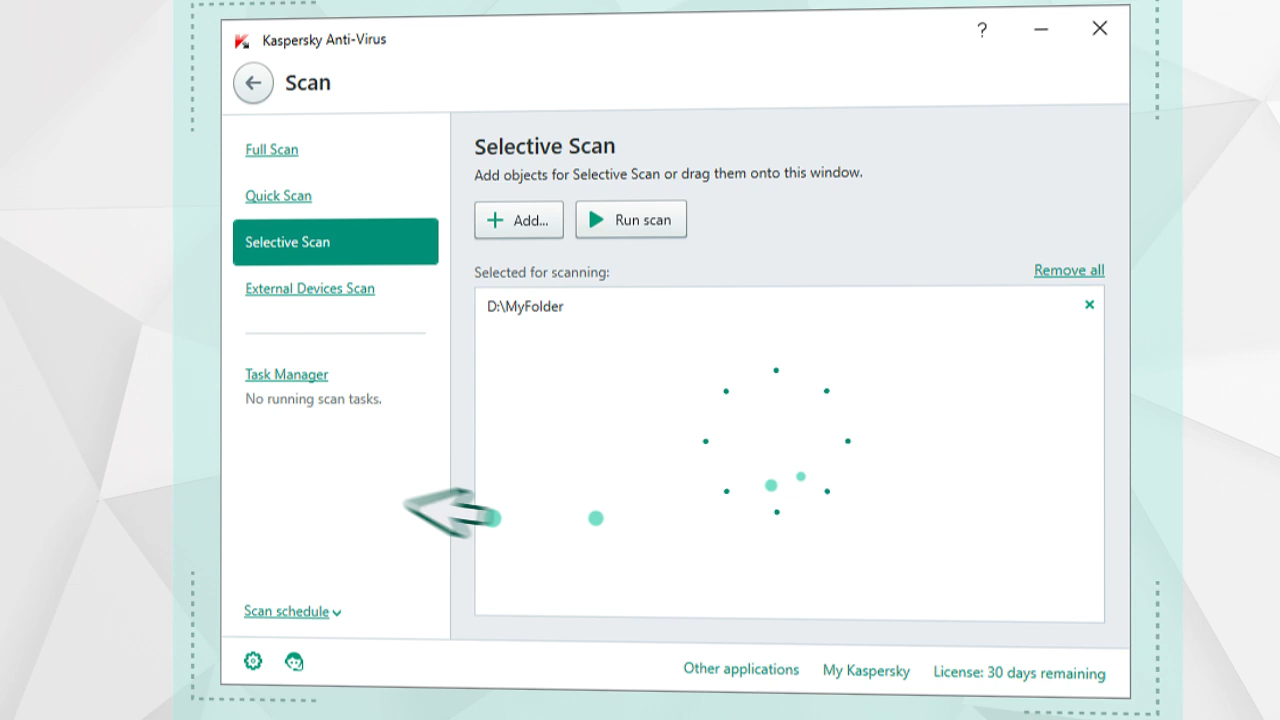 Kaspersky Anti-Virus
?
Scan
Full Scan
Quick Scan
Selective Scan
External Devices Scan
Task Manager
No running scan tasks.
Scan schedule
Selective Scan
Add objects for Selective Scan or drag them onto this window.
Add...
Run scan
Selected for scanning:
Remove all
D:\MyFolder
Other applications
My Kaspersky
License: 30 days remaining